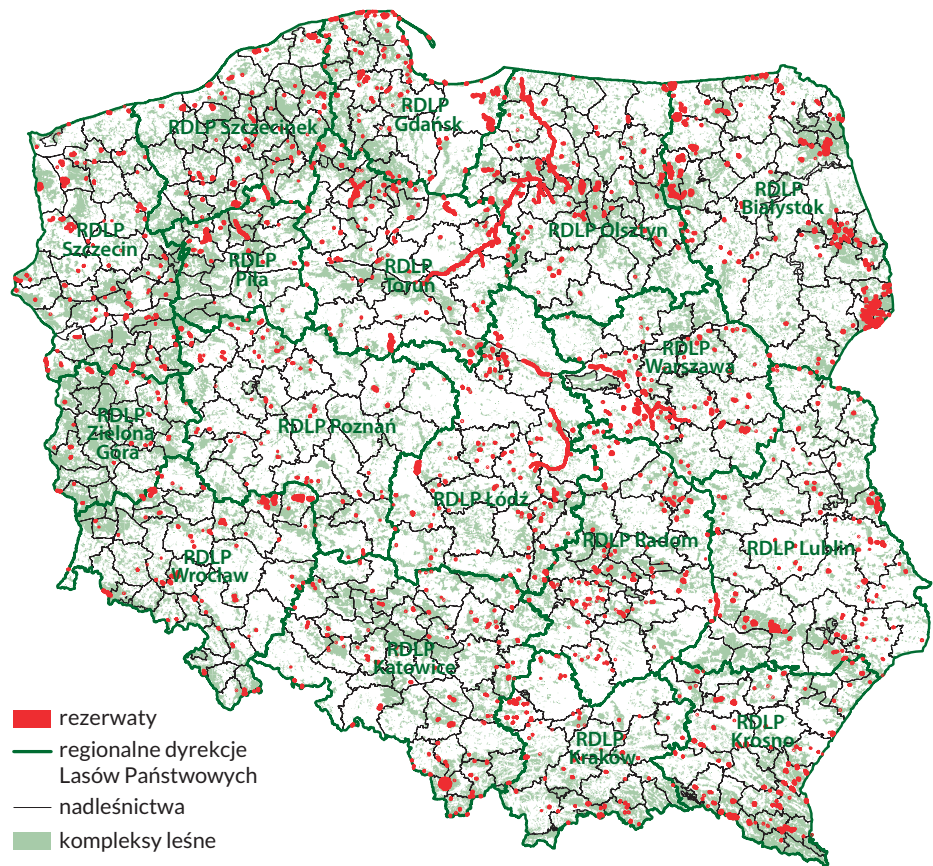 RDLP
Gdańsk
RDLP Szczecinek
RDLP
Białystok
RDLP
Szczecin
RDLP Olsztyn
RDLP
Piła
RDLP
Toruń
RDLP
Warszawa
RDLP
Zielona
Góra
RDLP Poznań
RDLP Łódź
RDLP Radom
RDLP Lublin
RDLP
Wrocław
RDLP
Katowice
RDLP
Kraków
RDLP
Krosno
rezerwaty
regionalne dyrekcje
Lasów Państwowych
nadleśnictwa
kompleksy leśne